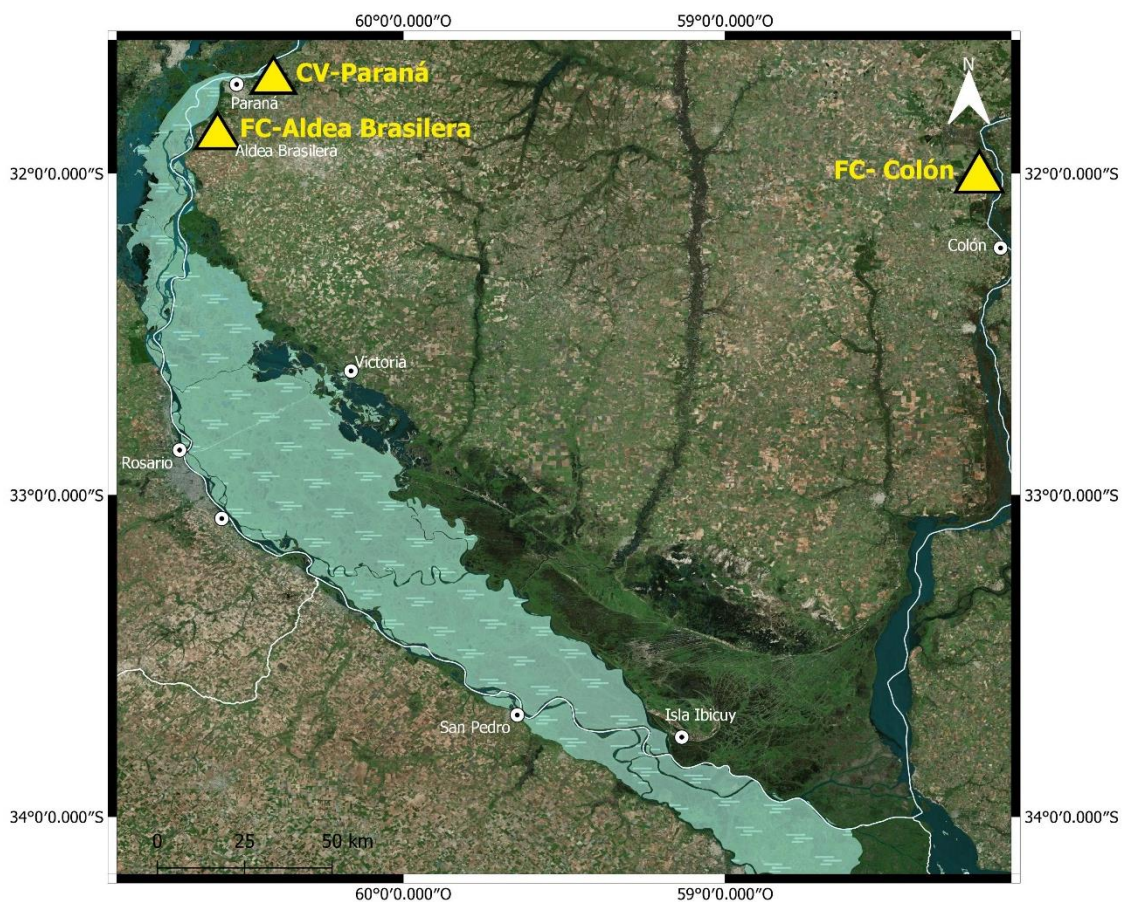 60°0′0.000″O
59°0′0.000″O
CV-Paraná
N
Paraná
FC-Aldea Brasilera
Aldea Brasilera
32°0′0.000″S
FC- Colón
32°0′0.000″S
Colón
Victoria
Rosario
33°0′0.000″S
33°0′0.000″S
Isla Ibicuy
San Pedro
34°0′0.000″S
34°0′0.000″S
0 25 50 km
60°0′0.000″O
59°0′0.000″O